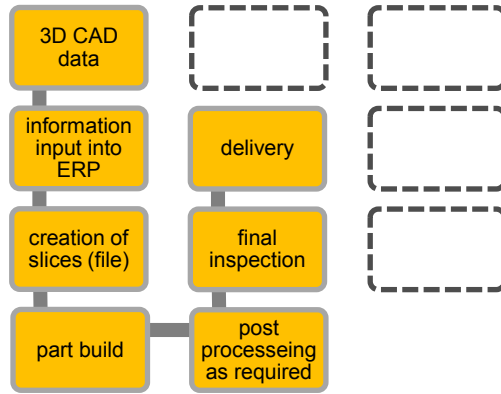 3D CAD
data
information
input into
ERP
creation of
slices (file)
part build
post
processeing
as required
final
inspection
delivery